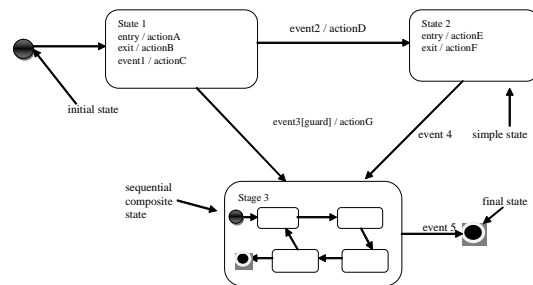 State 1
entry / actionA
exit / actionB
event1 / actionC
event2 / actionD
State 2
entry / actionE
exit / actionF
initial state
event3[guard] / actionG
event 4
simple state
sequential
composite
state
Stage 3
event 5
final state